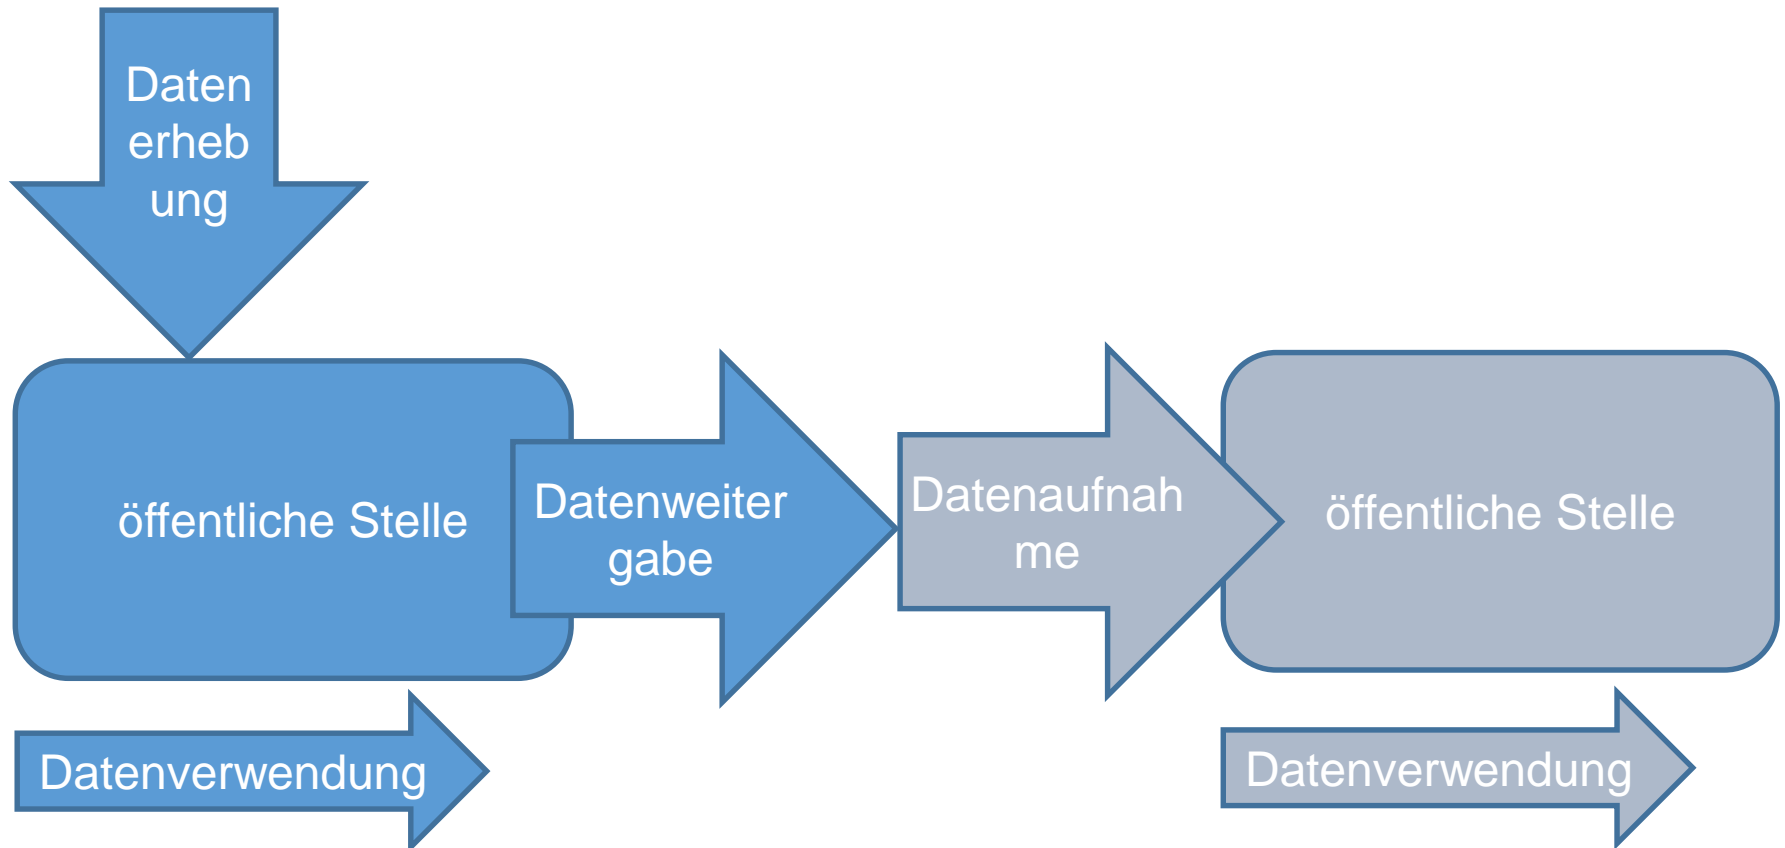 Daten
erheb
ung
öffentliche Stelle
Datenweiter
gabe
Datenaufnah
me
öffentliche Stelle
Datenverwendung
Datenverwendung